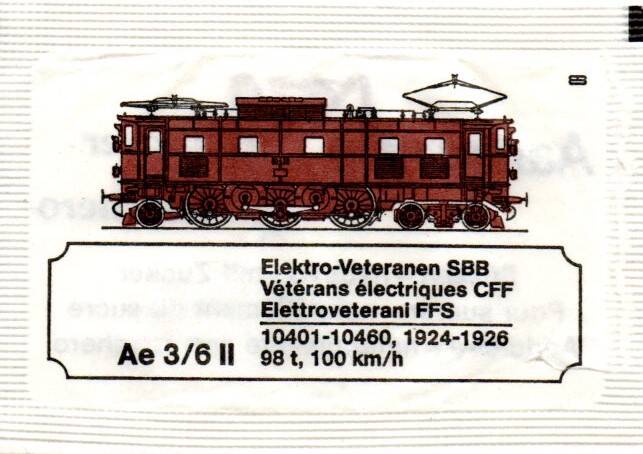 Elektro-Veteranen SBB
Vétérans électriques CFF
Elettroveterani FFS
10401-10460, 1924-1926
Ae 3/6 II 98 t, 100 km/h